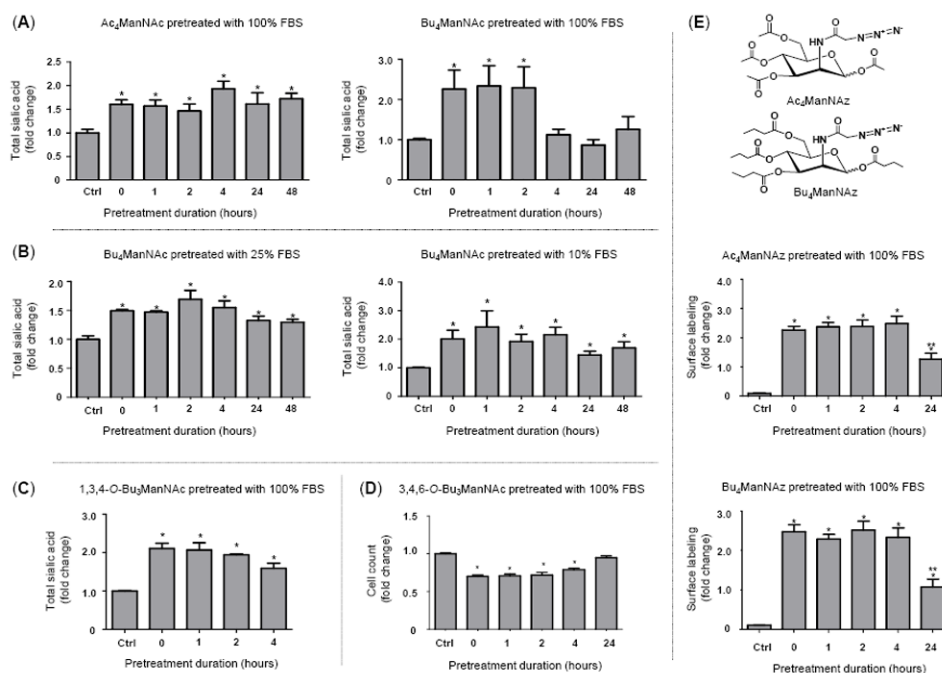 (A)
Ac₄ManNAc pretreated with 100% FBS
Total sialic acid
(fold change)
2.5
2.0
1.5
1.0
0.5
0
* * * * * *
Ctrl 0 1 2 4 24 48
Pretreatment duration (hours)
Bu₄ManNAc pretreated with 100% FBS
Total sialic acid
(fold change)
3.0
2.0
1.0
0
* * *
Ctrl 0 1 2 4 24 48
Pretreatment duration (hours)
(B)
Bu₄ManNAc pretreated with 25% FBS
Total sialic acid
(fold change)
2.0
1.5
1.0
0.5
0
* * * * * *
Ctrl 0 1 2 4 24 48
Pretreatment duration (hours)
Bu₄ManNAc pretreated with 10% FBS
Total sialic acid
(fold change)
4.0
3.0
2.0
1.0
0
* * * * * *
Ctrl 0 1 2 4 24 48
Pretreatment duration (hours)
(C)
1,3,4-O-Bu₃ManNAc pretreated with 100% FBS
Total sialic acid
(fold change)
3.0
2.0
1.0
0
* * * *
Ctrl 0 1 2 4
Pretreatment duration (hours)
(D)
3,4,6-O-Bu₃ManNAc pretreated with 100% FBS
Cell count
(fold change)
1.5
1.0
0.5
0
* * * *
Ctrl 0 1 2 4 24
Pretreatment duration (hours)
(E)
O O HN O N=N⁺=N⁻
O O O O O O O
Ac₄ManNAz
O O HN O N=N⁺=N⁻
O O O O O O O
Bu₄ManNAz
Ac₄ManNAz pretreated with 100% FBS
Surface labeling
(fold change)
4.0
3.0
2.0
1.0
0
* * * * **
*
Ctrl 0 1 2 4 24
Pretreatment duration (hours)
Bu₄ManNAz pretreated with 100% FBS
Surface labeling
(fold change)
3.0
2.0
1.0
0
* * * * **
*
Ctrl 0 1 2 4 24
Pretreatment duration (hours)